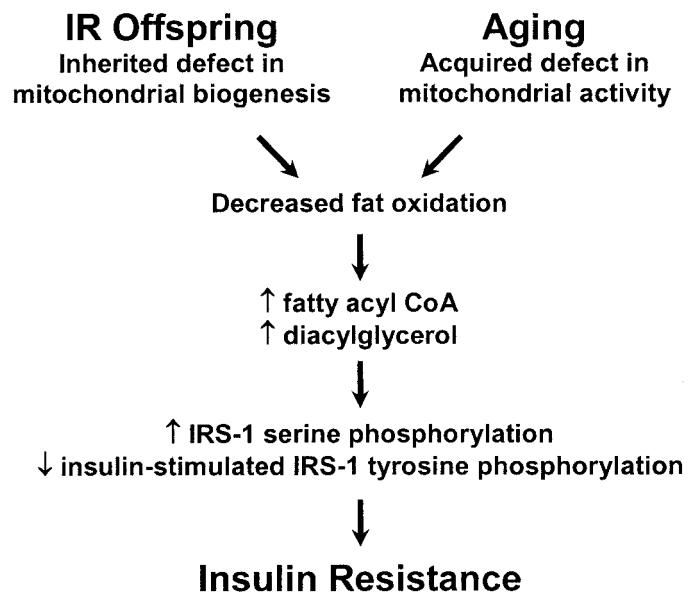 IR Offspring
Inherited defect in
mitochondrial biogenesis
Aging
Acquired defect in
mitochondrial activity
Decreased fat oxidation
↑ fatty acyl CoA
↑ diacylglycerol
↑ IRS-1 serine phosphorylation
↓ insulin-stimulated IRS-1 tyrosine phosphorylation
Insulin Resistance